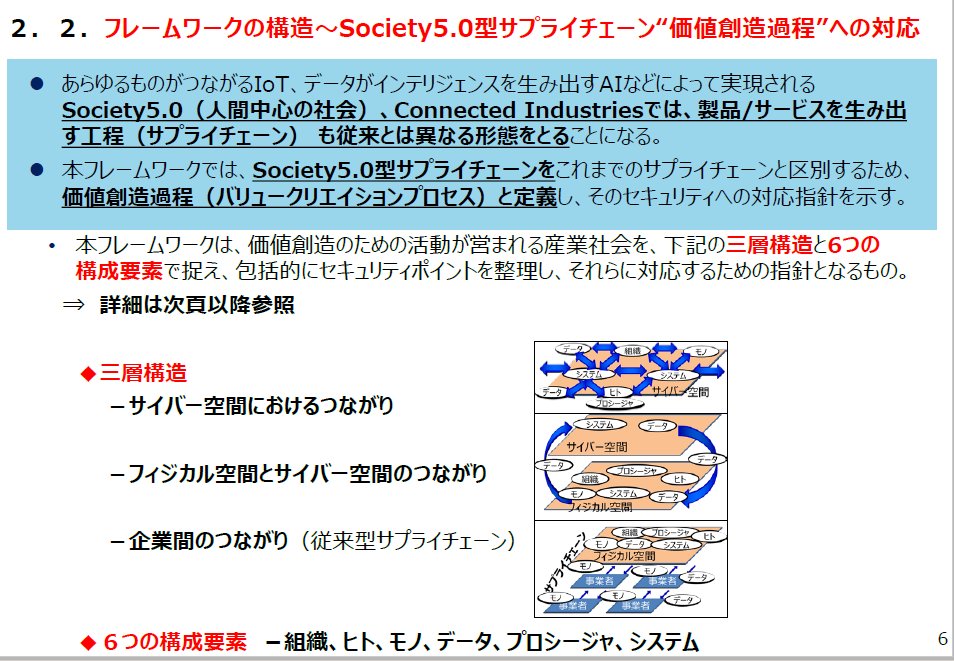 2．2．フレームワークの構造～Society5.0型サプライチェーン“価値創造過程”への対応
● あらゆるものがつながるIoT、データがインテリジェンスを生み出すAIなどによって実現される
Society5.0（人間中心の社会）、Connected Industriesでは、製品/サービスを生み出
す工程（サプライチェーン） も従来とは異なる形態をとることになる。
● 本フレームワークでは、Society5.0型サプライチェーンをこれまでのサプライチェーンと区別するため、
価値創造過程（バリュークリエイションプロセス）と定義し、そのセキュリティへの対応指針を示す。
• 本フレームワークは、価値創造のための活動が営まれる産業社会を、下記の三層構造と6つの
構成要素で捉え、包括的にセキュリティポイントを整理し、それらに対応するための指針となるもの。
⇒ 詳細は次頁以降参照
◆三層構造
－サイバー空間におけるつながり
データ 組織 モノ
システム システム
データ ヒト サイバー空間
プロシージャ
－フィジカル空間とサイバー空間のつながり
システム データ
サイバー空間
データ データ
プロシージャ
組織 ヒト
モノ システム データ
フィジカル空間
－企業間のつながり（従来型サプライチェーン）
サプライチェーン
組織 プロシージャ ヒト
モノ データ システム
フィジカル空間
モノ モノ
事業者 事業者 データ
モノ モノ データ
事業者 事業者
◆６つの構成要素 －組織、ヒト、モノ、データ、プロシージャ、システム
6